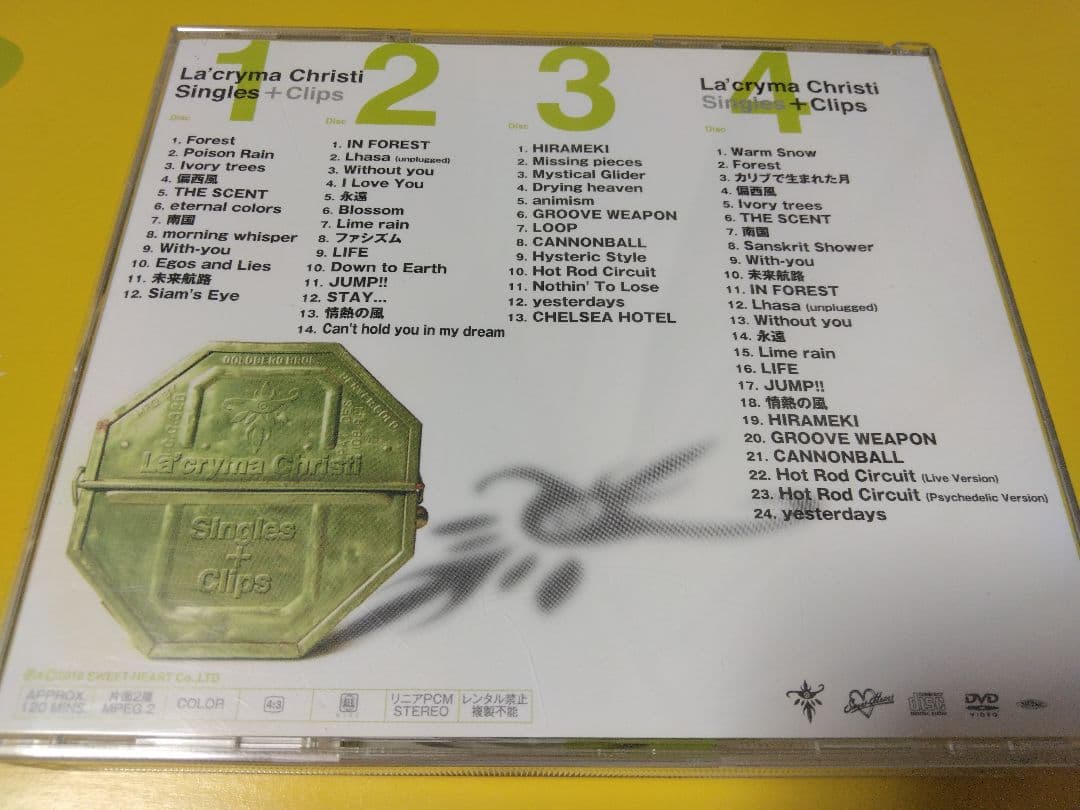 1
La'cryma Christi
Singles + Clips
Disc
1. Forest
2. Poison Rain
3. Ivory trees
4. 偏西風
5. THE SCENT
6. eternal colors
7. 南国
8. morning whisper
9. With-you
10. Egos and Lies
11. 未来航路
12. Siam's Eye
2
Disc
1. IN FOREST
2. Lhasa (unplugged)
3. Without you
4. I Love You
5. 永遠
6. Blossom
7. Lime rain
8. ファシズム
9. LIFE
10. Down to Earth
11. JUMP!!
12. STAY...
13. 情熱の風
14. Can't hold you in my dream
3
Disc
1. HIRAMEKI
2. Missing pieces
3. Mystical Glider
4. Drying heaven
5. animism
6. GROOVE WEAPON
7. LOOP
8. CANNONBALL
9. Hysteric Style
10. Hot Rod Circuit
11. Nothin' To Lose
12. yesterdays
13. CHELSEA HOTEL
4
La'cryma Christi
Singles + Clips
Disc
1. Warm Snow
2. Forest
3. カリブで生まれた月
4. 偏西風
5. Ivory trees
6. THE SCENT
7. 南国
8. Sanskrit Shower
9. With-you
10. 未来航路
11. IN FOREST
12. Lhasa (unplugged)
13. Without you
14. 永遠
15. Lime rain
16. LIFE
17. JUMP!!
18. 情熱の風
19. HIRAMEKI
20. GROOVE WEAPON
21. CANNONBALL
22. Hot Rod Circuit (Live Version)
23. Hot Rod Circuit (Psychedelic Version)
24. yesterdays
GOLDBERG BROS.
La'cryma Christi
Singles
+
Clips
SWEET-HEART Co.,LTD
APPROX.
120 MINS.
片面2層
MPEG 2
COLOR
4:3
ALL
リニアPCM
STEREO
レンタル禁止
複製不能
Sweet Heart
COMPACT
disc
DIGITAL AUDIO
DVD
VIDEO